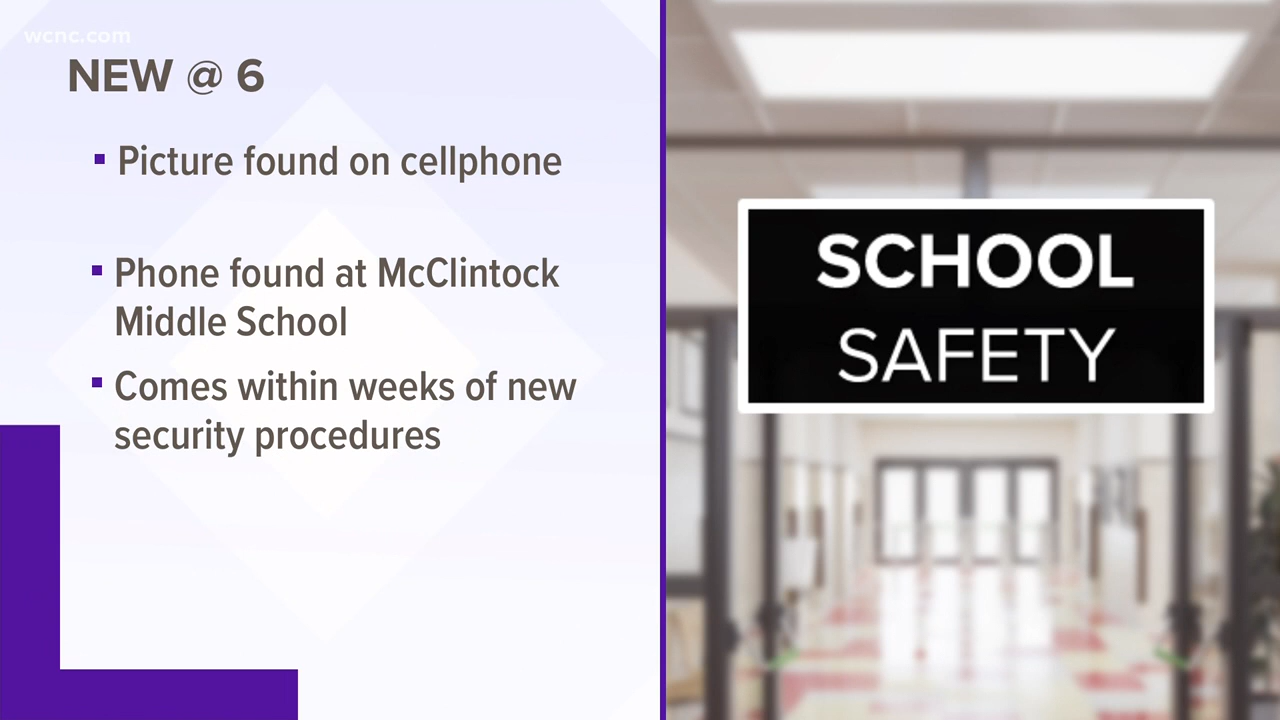 wcnc.com
NEW @ 6
▪ Picture found on cellphone
▪ Phone found at McClintock
Middle School
▪ Comes within weeks of new
security procedures
SCHOOL
SAFETY